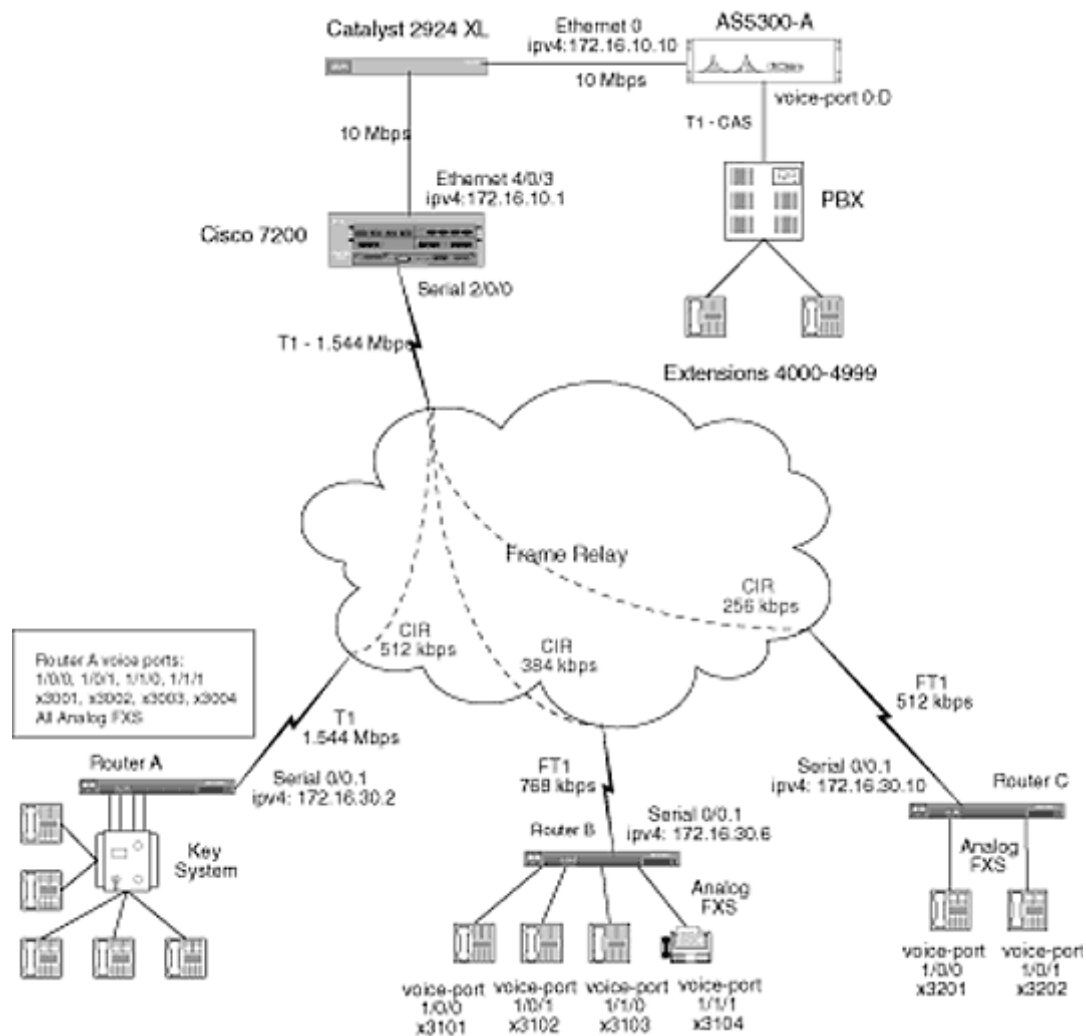 Catalyst 2924 XL
Ethernet 0
ipv4:172.16.10.10
10 Mbps
AS5300-A
voice-port 0:D
T1 - CAS
PBX
Extensions 4000-4999
10 Mbps
Ethernet 4/0/3
ipv4:172.16.10.1
Cisco 7200
Serial 2/0/0
T1 - 1.544 Mbps
Frame Relay
CIR
512 kbps
CIR
384 kbps
CIR
256 kbps
Router A voice ports:
1/0/0, 1/0/1, 1/1/0, 1/1/1
x3001, x3002, x3003, x3004
All Analog FXS
T1
1.544 Mbps
Router A
Serial 0/0.1
ipv4: 172.16.30.2
Key
System
FT1
768 kbps
Serial 0/0.1
ipv4: 172.16.30.6
Router B
Analog
FXS
voice-port
1/0/0
x3101
voice-port
1/0/1
x3102
voice-port
1/1/0
x3103
voice-port
1/1/1
x3104
FT1
512 kbps
Serial 0/0.1
ipv4: 172.16.30.10
Router C
Analog
FXS
voice-port
1/0/0
x3201
voice-port
1/0/1
x3202